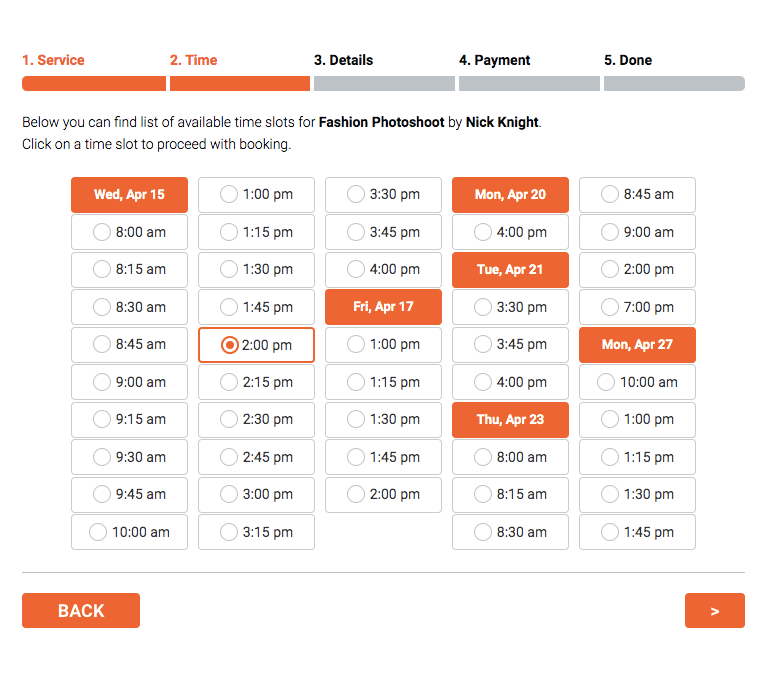 1. Service
2. Time
3. Details
4. Payment
5. Done
Below you can find list of available time slots for Fashion Photoshoot by Nick Knight.
Click on a time slot to proceed with booking.
Wed, Apr 15
8:00 am
8:15 am
8:30 am
8:45 am
9:00 am
9:15 am
9:30 am
9:45 am
10:00 am
1:00 pm
1:15 pm
1:30 pm
1:45 pm
2:00 pm
2:15 pm
2:30 pm
2:45 pm
3:00 pm
3:15 pm
3:30 pm
3:45 pm
4:00 pm
Fri, Apr 17
1:00 pm
1:15 pm
1:30 pm
1:45 pm
2:00 pm
Mon, Apr 20
4:00 pm
Tue, Apr 21
3:30 pm
3:45 pm
4:00 pm
Thu, Apr 23
8:00 am
8:15 am
8:30 am
8:45 am
9:00 am
2:00 pm
7:00 pm
Mon, Apr 27
10:00 am
1:00 pm
1:15 pm
1:30 pm
1:45 pm
BACK
>